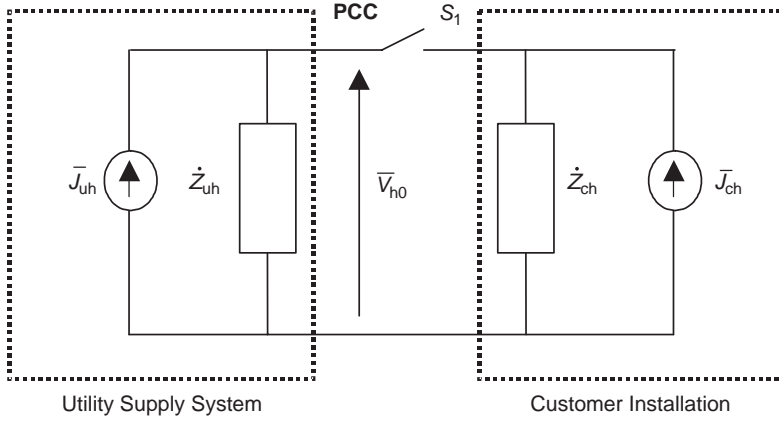 PCC
S₁
J̅uh
Żuh
V̅h0
Żch
J̅ch
Utility Supply System
Customer Installation